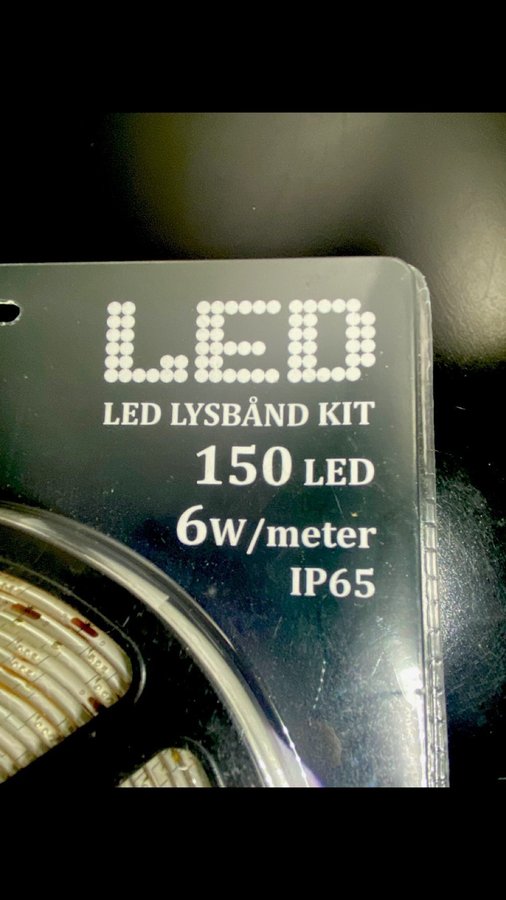 LED
LED LYSBÅND KIT
150 LED
6W/meter
IP65